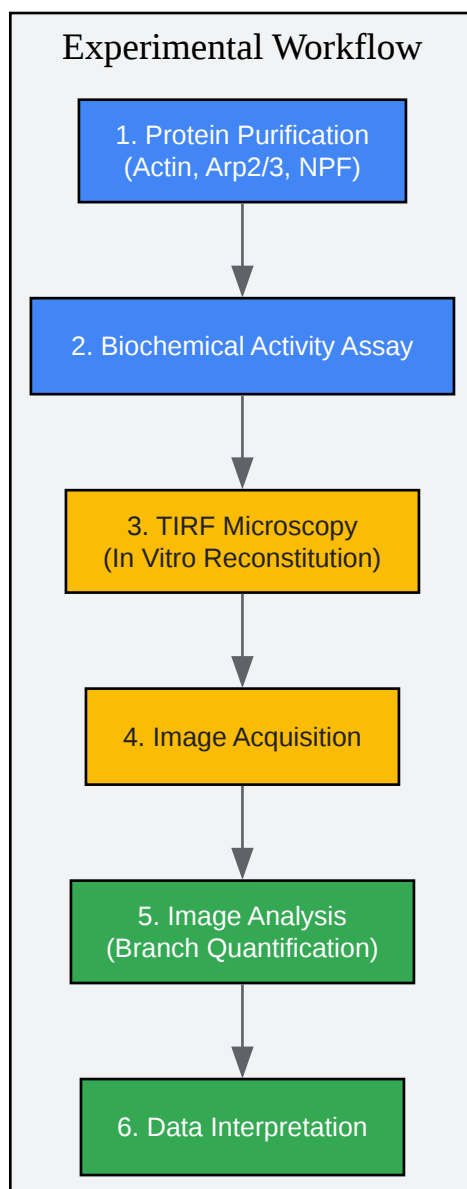 Experimental Workflow
1. Protein Purification
(Actin, Arp2/3, NPF)
2. Biochemical Activity Assay
3. TIRF Microscopy
(In Vitro Reconstitution)
4. Image Acquisition
5. Image Analysis
(Branch Quantification)
6. Data Interpretation